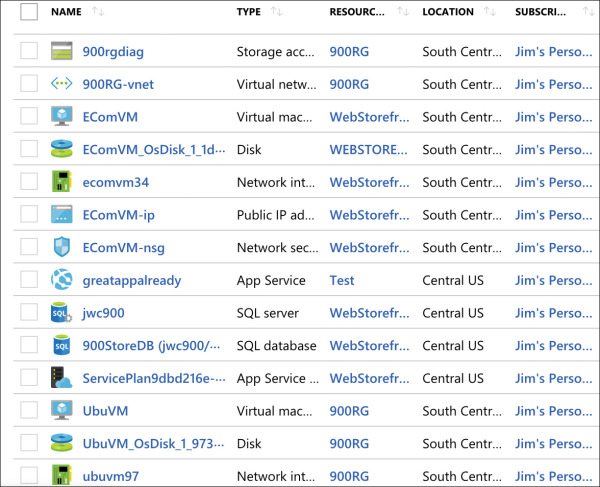 NAME TYPE RESOURC... LOCATION SUBSCRI...
900rgdiag Storage acc... 900RG South Centr... Jim's Perso...
900RG-vnet Virtual netw... 900RG South Centr... Jim's Perso...
EComVM Virtual mac... WebStorefr... South Centr... Jim's Perso...
EComVM_OsDisk_1_1d... Disk WEBSTORE... South Centr... Jim's Perso...
ecomvm34 Network int... WebStorefr... South Centr... Jim's Perso...
EComVM-ip Public IP ad... WebStorefr... South Centr... Jim's Perso...
EComVM-nsg Network sec... WebStorefr... South Centr... Jim's Perso...
greatappalready App Service Test Central US Jim's Perso...
SQL jwc900 SQL server WebStorefr... Central US Jim's Perso...
SQL 900StoreDB (jwc900/... SQL database WebStorefr... Central US Jim's Perso...
ServicePlan9dbd216e-... App Service ... WebStorefr... Central US Jim's Perso...
UbuVM Virtual mac... 900RG South Centr... Jim's Perso...
UbuVM_OsDisk_1_973... Disk 900RG South Centr... Jim's Perso...
ubuvm97 Network int... 900RG South Centr... Jim's Perso...